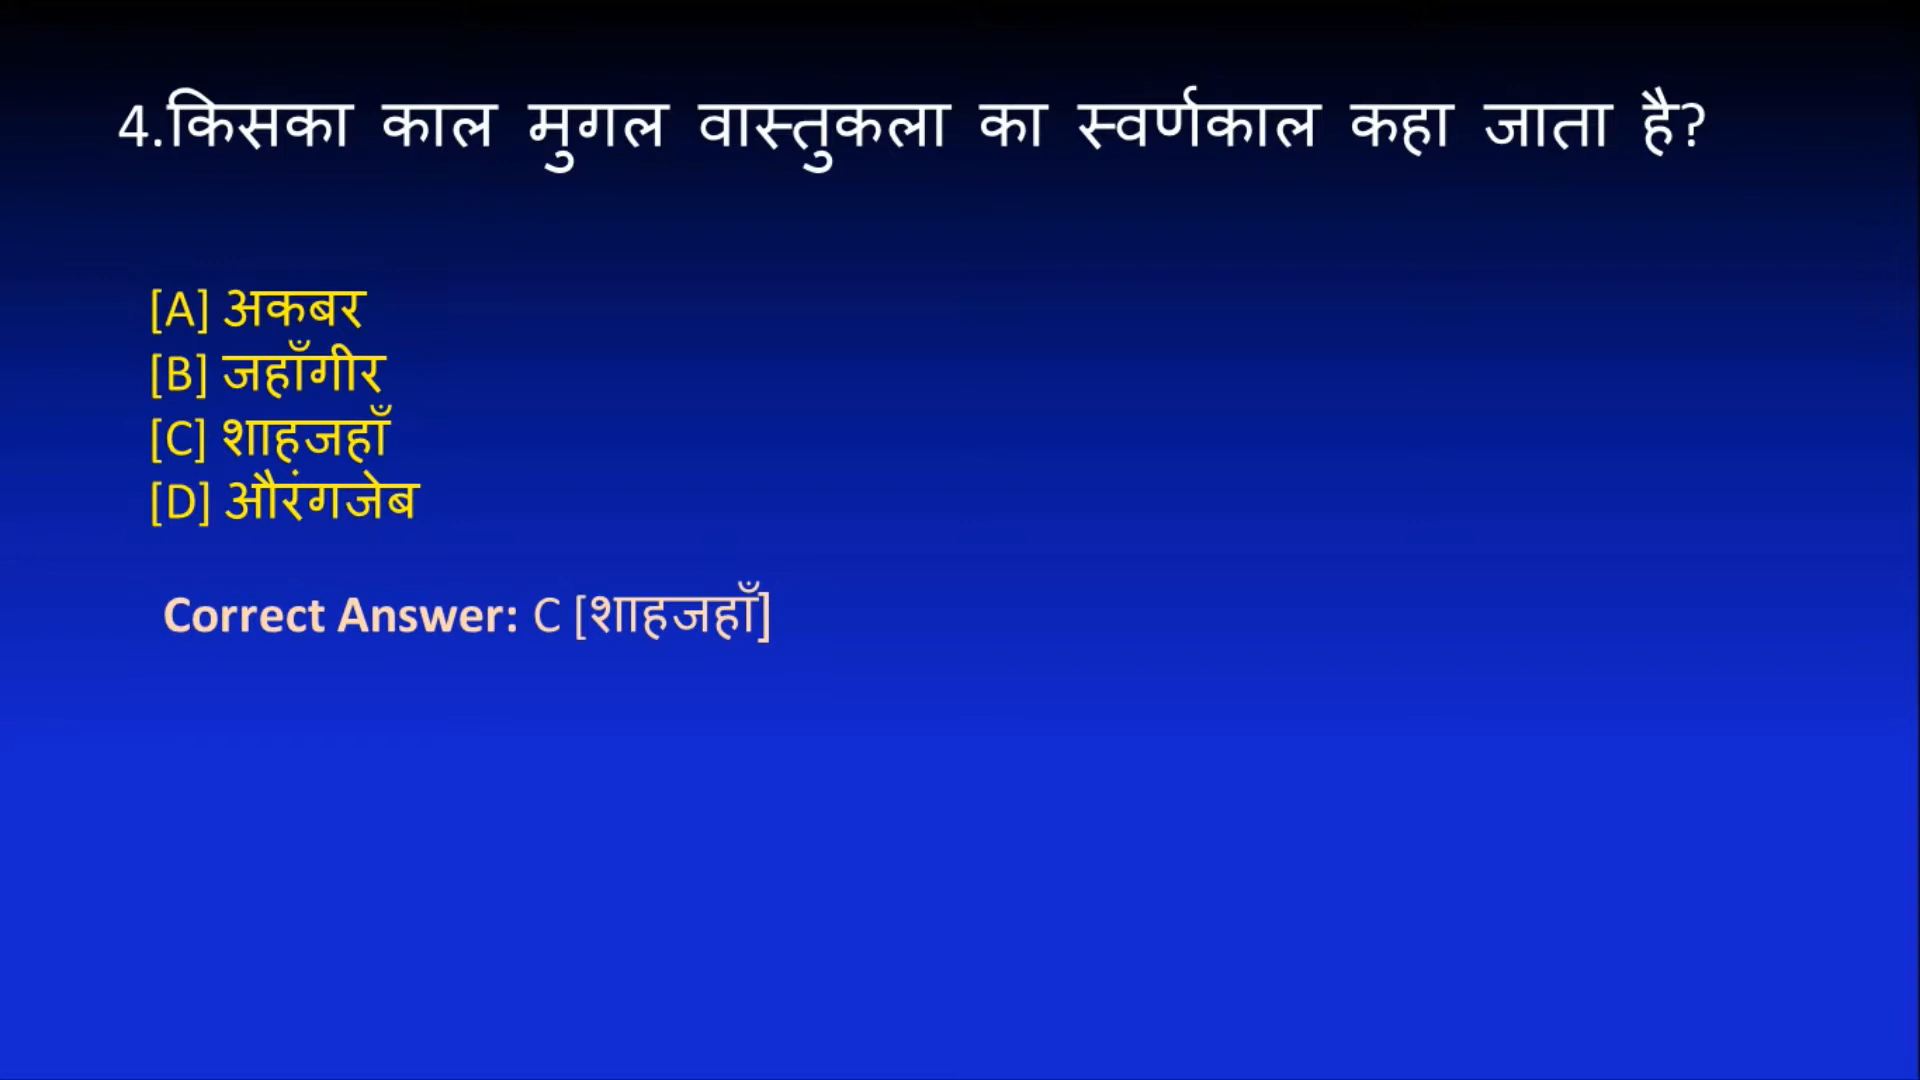 4.किसका काल मुगल वास्तुकला का स्वर्णकाल कहा जाता है?
[A] अकबर
[B] जहाँगीर
[C] शाहजहाँ
[D] औरंगजेब
Correct Answer: C [शाहजहाँ]